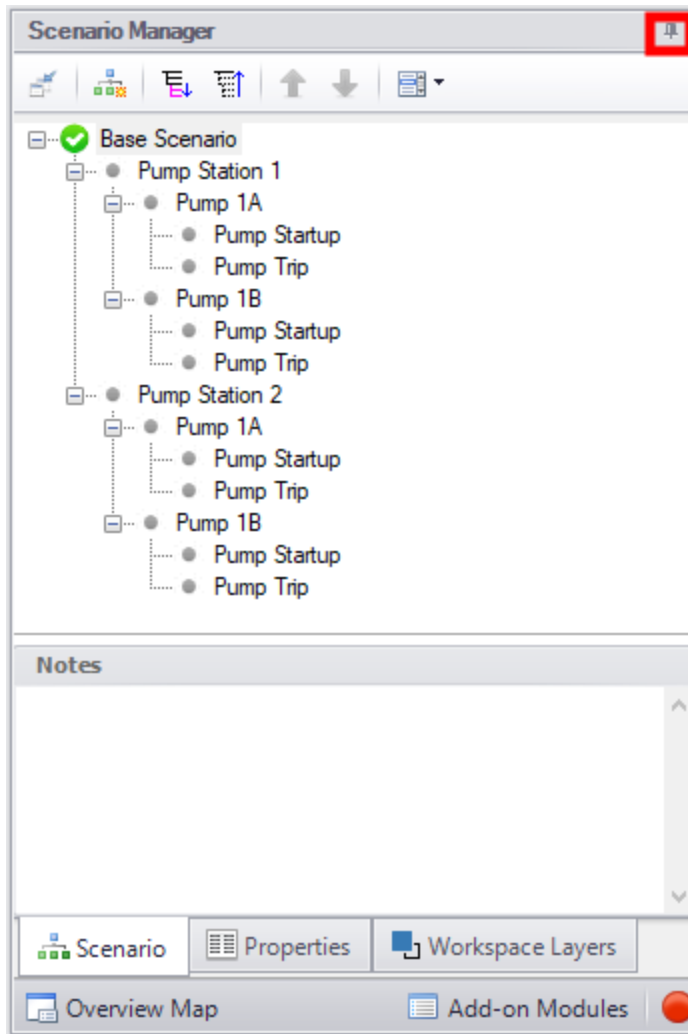 Scenario Manager
Base Scenario
Pump Station 1
Pump 1A
Pump Startup
Pump Trip
Pump 1B
Pump Startup
Pump Trip
Pump Station 2
Pump 1A
Pump Startup
Pump Trip
Pump 1B
Pump Startup
Pump Trip
Notes
Scenario Properties Workspace Layers
Overview Map Add-on Modules